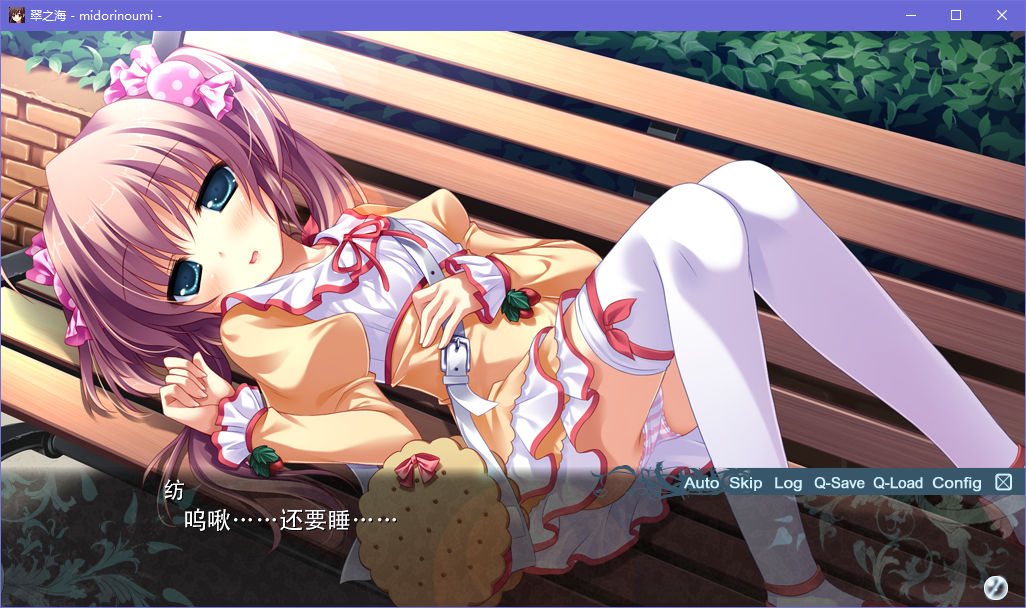 翠之海 - midorinoumi -
Auto Skip Log Q-Save Q-Load Config
纺
呜啾……还要睡……